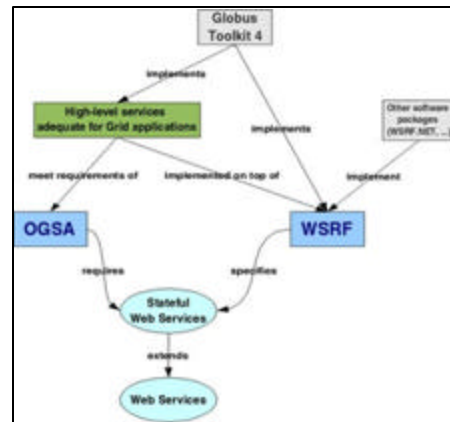 Globus
Toolkit 4
implements
High-level services
adequate for Grid applications
implements
Other software
packages
(WSRF.NET, ...)
meet requirements of
implemented on top of
implement
OGSA
WSRF
requires
specifies
Stateful
Web Services
extends
Web Services